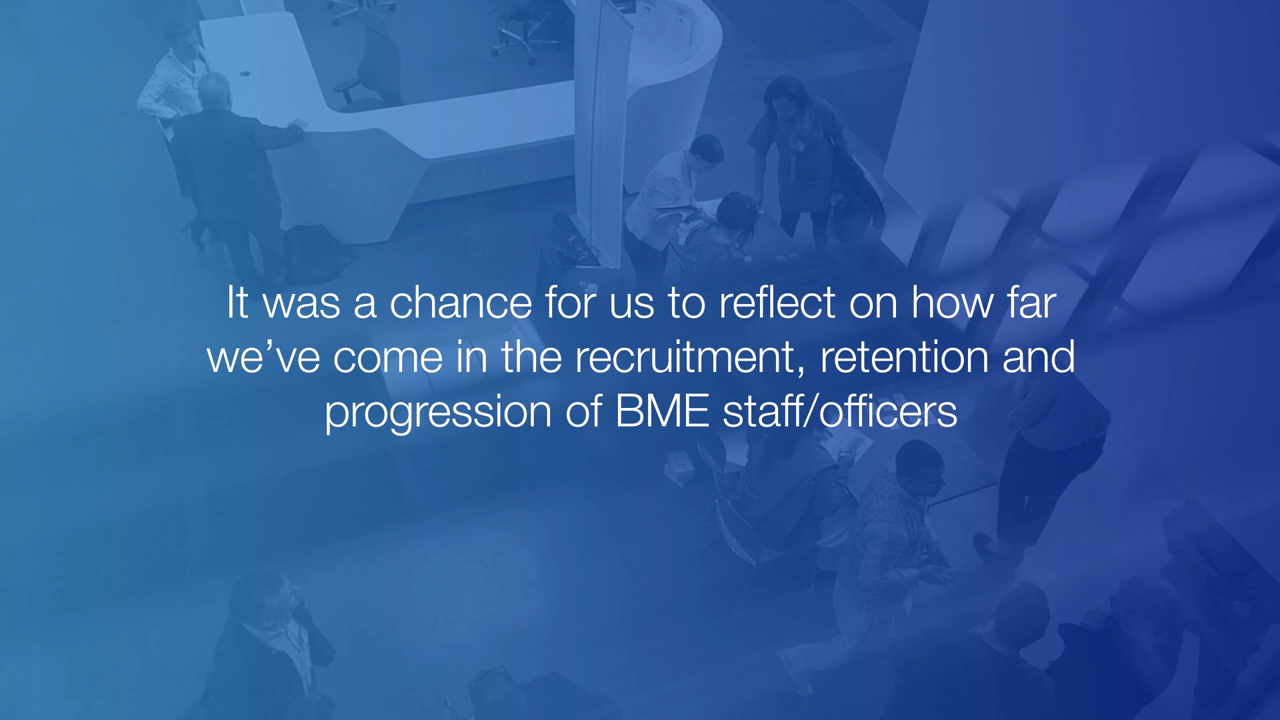 It was a chance for us to reflect on how far
we’ve come in the recruitment, retention and
progression of BME staff/officers